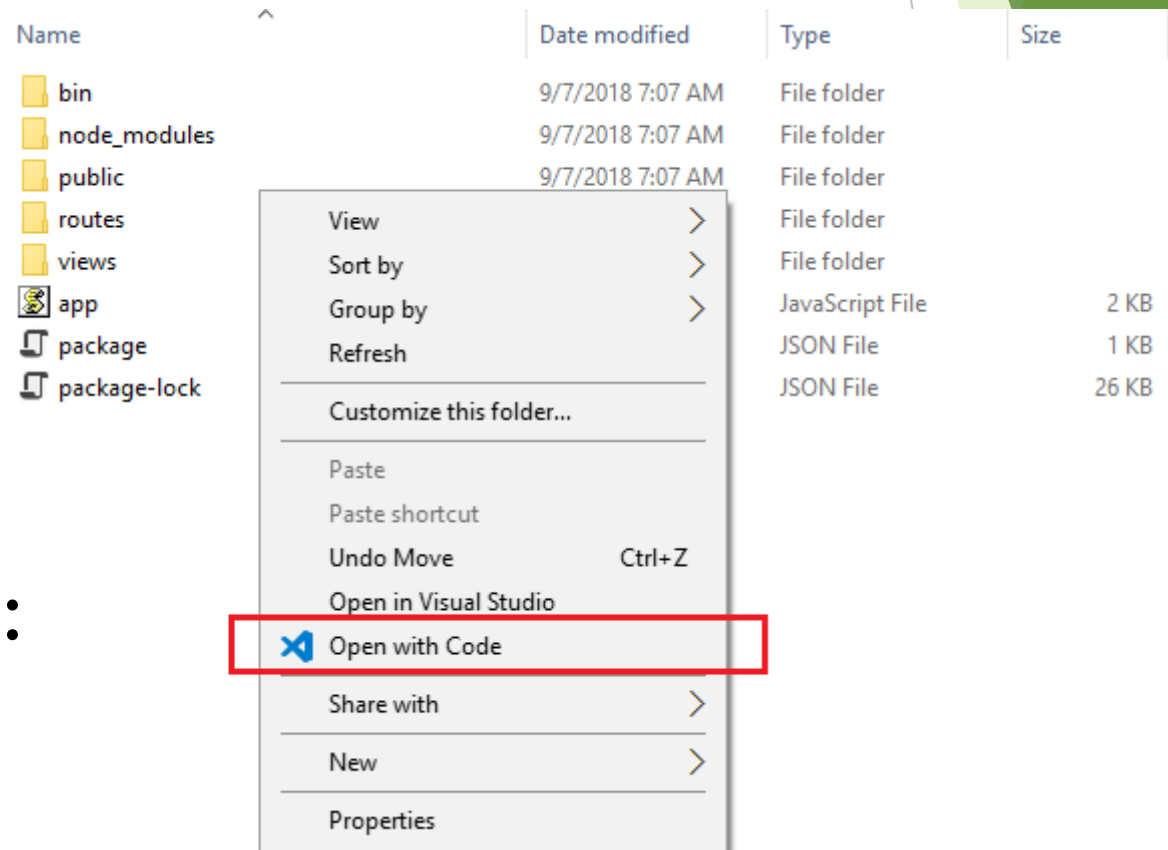 Name Date modified Type Size
bin 9/7/2018 7:07 AM File folder
node_modules 9/7/2018 7:07 AM File folder
public 9/7/2018 7:07 AM File folder
routes File folder
views File folder
app JavaScript File 2 KB
package JSON File 1 KB
package-lock JSON File 26 KB
View
Sort by
Group by
Refresh
Customize this folder...
Paste
Paste shortcut
Undo Move Ctrl+Z
Open in Visual Studio
Open with Code
Share with
New
Properties